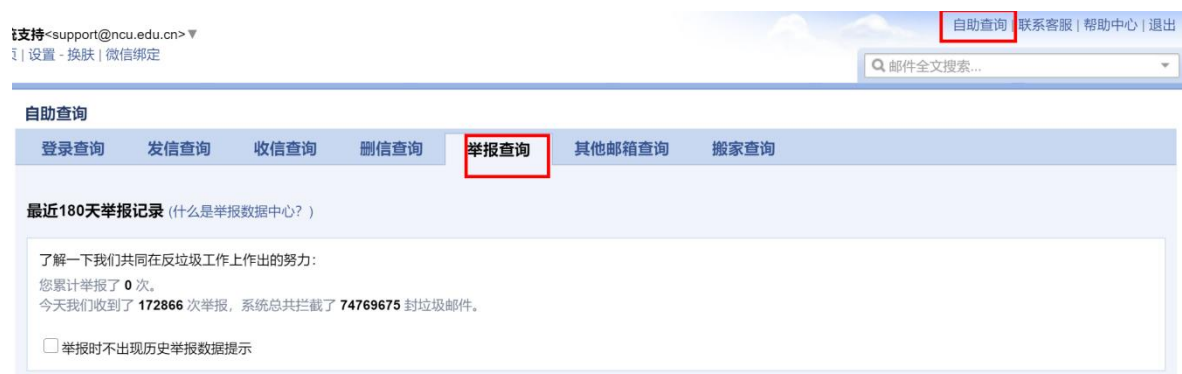 支持<support@ncu.edu.cn>▼
自助查询 | 联系客服 | 帮助中心 | 退出
| 设置 - 换肤 | 微信绑定
邮件全文搜索...
自助查询
登录查询 发信查询 收信查询 删信查询 举报查询 其他邮箱查询 搬家查询
最近180天举报记录 (什么是举报数据中心? )
了解一下我们共同在反垃圾工作上作出的努力:
您累计举报了 0 次。
今天我们收到了 172866 次举报, 系统总共拦截了 74769675 封垃圾邮件。
举报时不出现历史举报数据提示